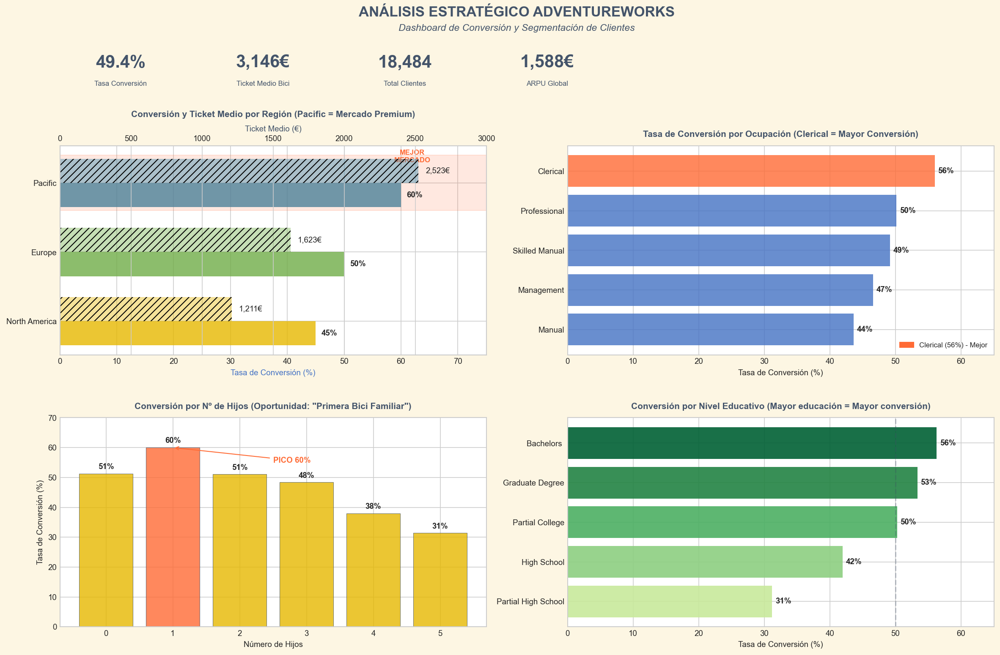 ANÁLISIS ESTRATÉGICO ADVENTUREWORKS
Dashboard de Conversión y Segmentación de Clientes
49.4%
Tasa Conversión
3,146€
Ticket Medio Bici
18,484
Total Clientes
1,588€
ARPU Global
Conversión y Ticket Medio por Región (Pacific = Mercado Premium)
Ticket Medio (€)
0 500 1000 1500 2000 2500 3000
MEJOR
MERCADO
2,523€
Pacific
60%
1,623€
Europe
50%
1,211€
North America
45%
0 10 20 30 40 50 60 70
Tasa de Conversión (%)
Tasa de Conversión por Ocupación (Clerical = Mayor Conversión)
Clerical 56%
Professional 50%
Skilled Manual 49%
Management 47%
Manual 44%
Clerical (56%) - Mejor
0 10 20 30 40 50 60
Tasa de Conversión (%)
Conversión por Nº de Hijos (Oportunidad: "Primera Bici Familiar")
Tasa de Conversión (%)
70
60
50
40
30
20
10
0
51%
60%
51%
48%
38%
31%
PICO 60%
0 1 2 3 4 5
Número de Hijos
Conversión por Nivel Educativo (Mayor educación = Mayor conversión)
Bachelors 56%
Graduate Degree 53%
Partial College 50%
High School 42%
Partial High School 31%
0 10 20 30 40 50 60
Tasa de Conversión (%)